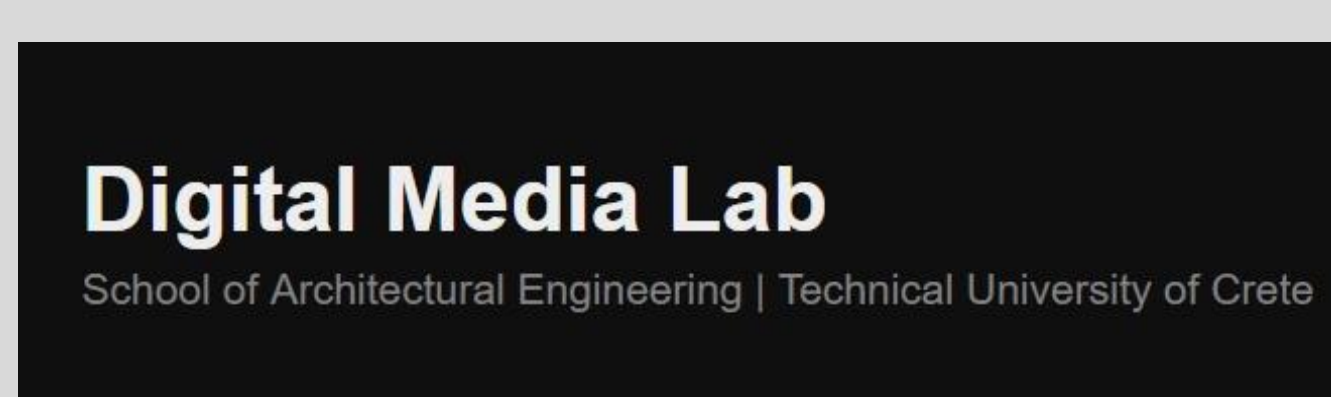 Digital Media Lab
School of Architectural Engineering | Technical University of Crete